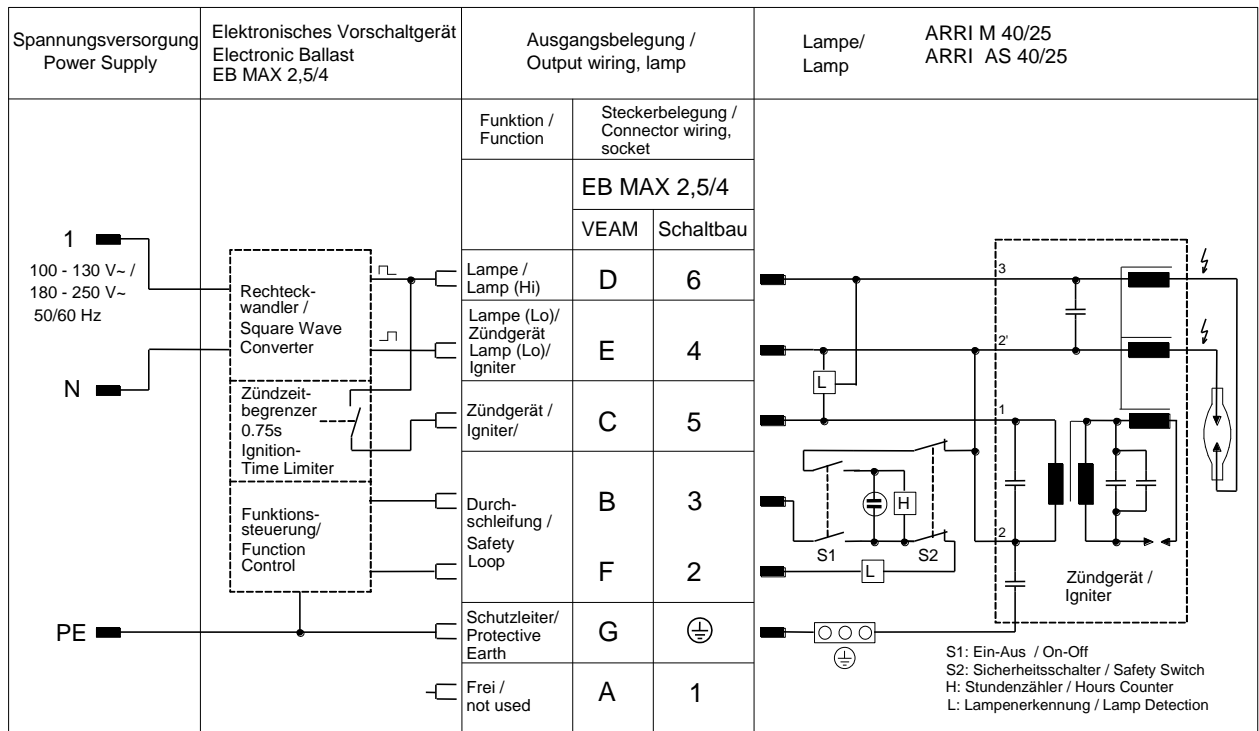 Spannungsversorgung
Power Supply
Elektronisches Vorschaltgerät
Electronic Ballast
EB MAX 2,5/4
Ausgangsbelegung /
Output wiring, lamp
Lampe/
Lamp
ARRI M 40/25
ARRI AS 40/25
Funktion /
Function
Steckerbelegung /
Connector wiring,
socket
EB MAX 2,5/4
VEAM
Schaltbau
1
100 - 130 V~ /
180 - 250 V~
50/60 Hz
N
PE
Rechteck-
wandler /
Square Wave
Converter
Zündzeit-
begrenzer
0.75s
Ignition-
Time Limiter
Funktions-
steuerung/
Function
Control
Lampe /
Lamp (Hi)
D
6
Lampe (Lo)/
Zündgerät
Lamp (Lo)/
Igniter
E
4
Zündgerät /
Igniter/
C
5
Durch-
schleifung /
Safety
Loop
B
3
F
2
Schutzleiter/
Protective
Earth
G
Frei /
not used
A
1
3
2'
1
2
L
H
S1
S2
L
Zündgerät /
Igniter
S1: Ein-Aus / On-Off
S2: Sicherheitsschalter / Safety Switch
H: Stundenzähler / Hours Counter
L: Lampenerkennung / Lamp Detection